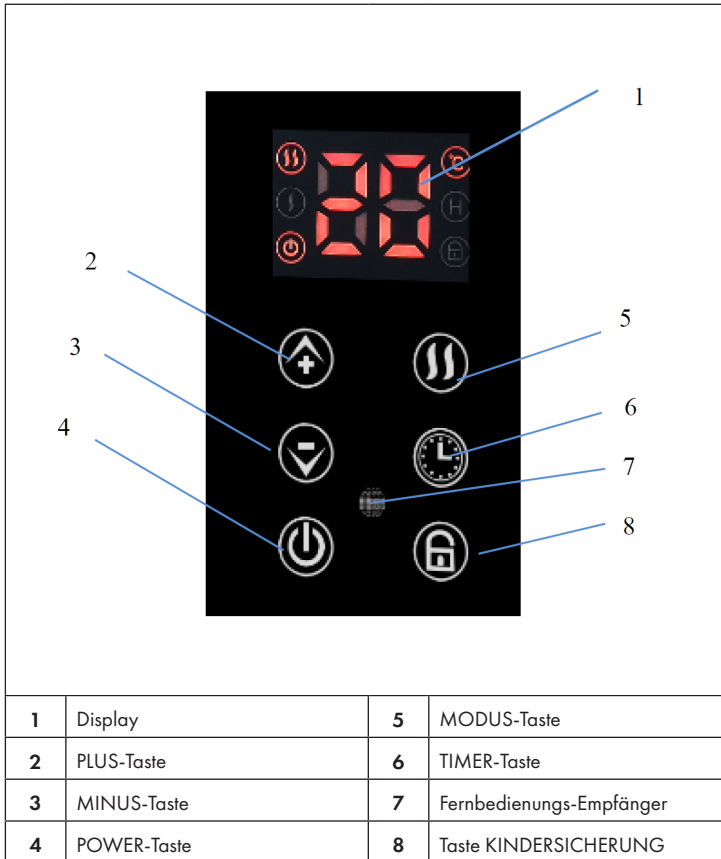 1
20 °C
H
2
5
3
6
4
7
8
1 Display 5 MODUS-Taste
2 PLUS-Taste 6 TIMER-Taste
3 MINUS-Taste 7 Fernbedienungs-Empfänger
4 POWER-Taste 8 Taste KINDERSICHERUNG